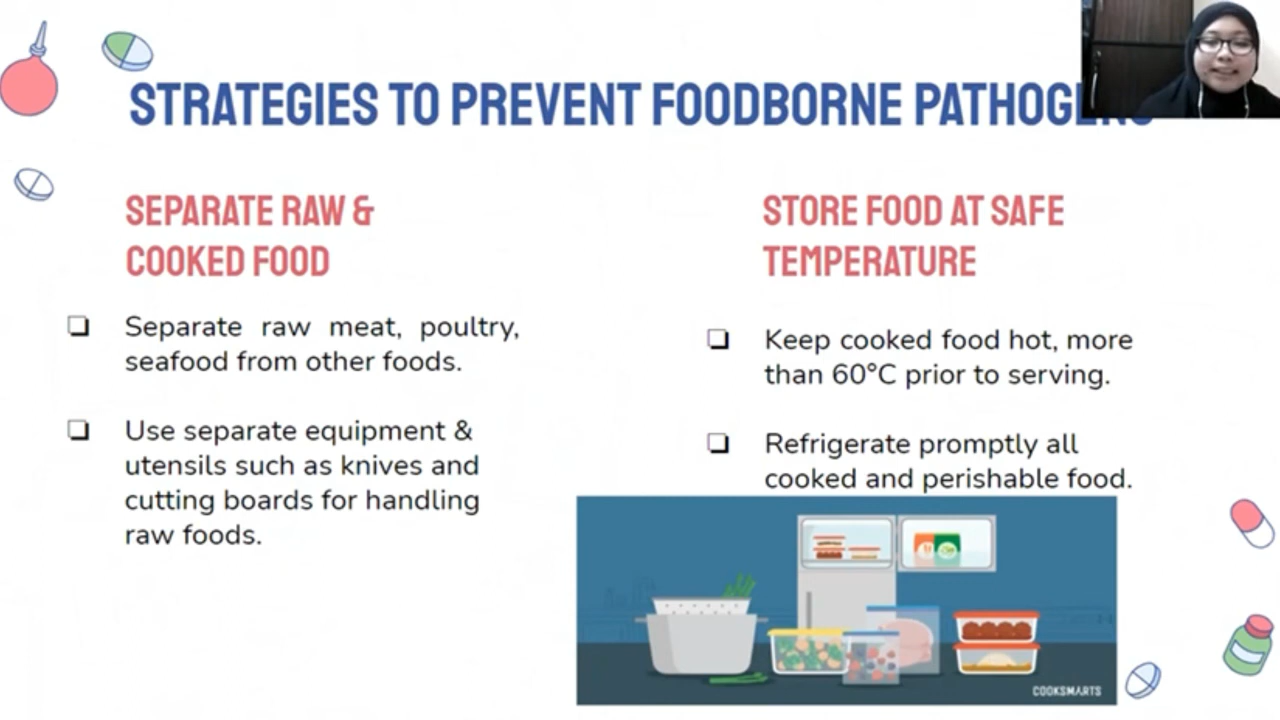 STRATEGIES TO PREVENT FOODBORNE
SEPARATE RAW &
COOKED FOOD
❏ Separate raw meat, poultry,
seafood from other foods.
❏ Use separate equipment &
utensils such as knives and
cutting boards for handling
raw foods.
STORE FOOD AT SAFE
TEMPERATURE
❏ Keep cooked food hot, more
than 60°C prior to serving.
❏ Refrigerate promptly all
cooked and perishable food.
COOKSMARTS